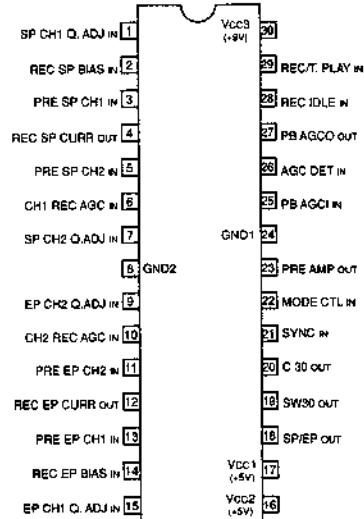 SP CH1 Q. ADJ IN 1
REC SP BIAS IN 2
PRE SP CH1 IN 3
REC SP CURR OUT 4
PRE SP CH2 IN 5
CH1 REC AGC IN 6
SP CH2 Q.ADJ IN 7
8 GND2
EP CH2 Q.ADJ IN 9
CH2 REC AGC IN 10
PRE EP CH2 IN 11
REC EP CURR OUT 12
PRE EP CH1 IN 13
REC EP BIAS IN 14
EP CH1 Q. ADJ IN 15
VCC3 30
(+9V)
29 REC/T. PLAY IN
28 REC IDLE IN
27 PB AGCO OUT
26 AGC DET IN
25 PB AGCI IN
GND1 24
23 PRE AMP OUT
22 MODE CTL IN
21 SYNC IN
20 C 30 OUT
19 SW30 OUT
18 SP/EP OUT
VCC1 17
(+5V)
VCC2 16
(+5V)